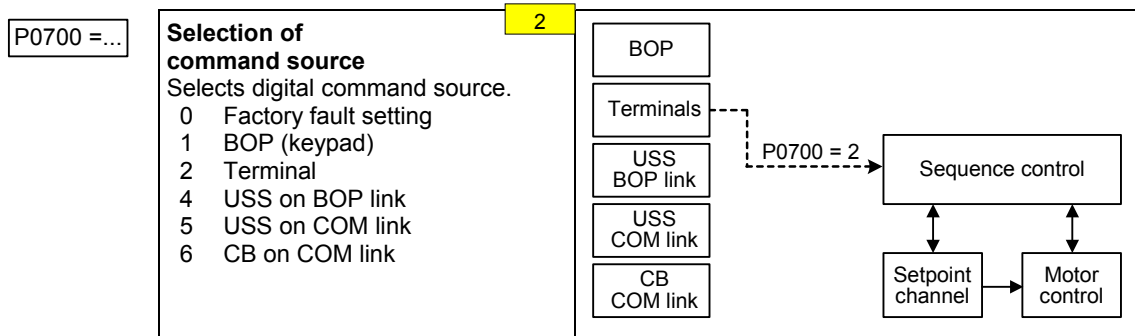 P0700 =...
2
Selection of
command source
Selects digital command source.
0 Factory fault setting
1 BOP (keypad)
2 Terminal
4 USS on BOP link
5 USS on COM link
6 CB on COM link
BOP
Terminals
USS
BOP link
USS
COM link
CB
COM link
P0700 = 2
Sequence control
Setpoint
channel
Motor
control